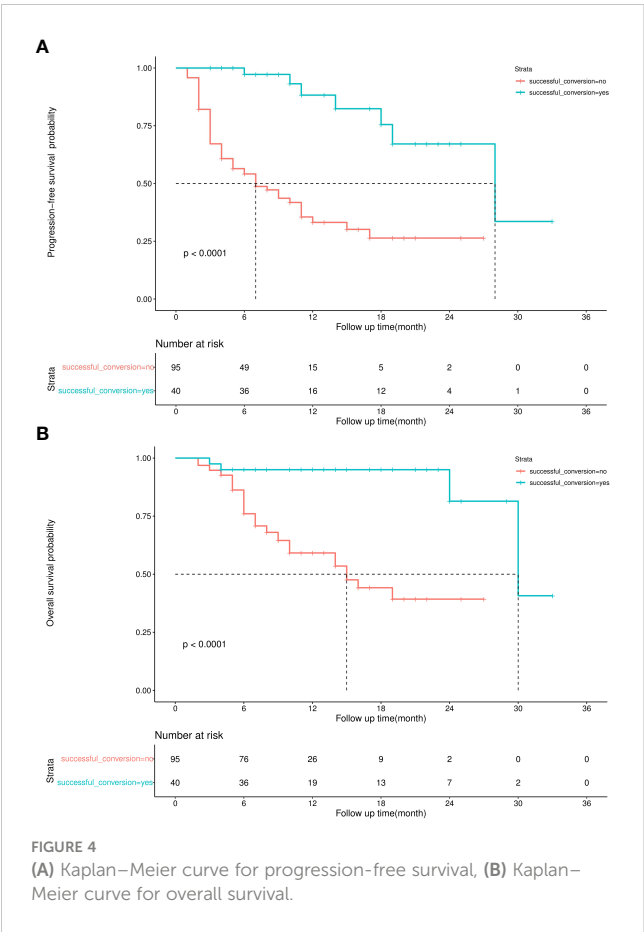 A
Strata
successful_conversion=no
successful_conversion=yes
Progression−free survival probability
1.00
0.75
0.50
0.25
0.00
p < 0.0001
0 6 12 18 24 30 36
Follow up time(month)
Number at risk
Strata
successful_conversion=no 95 49 15 5 2 0 0
successful_conversion=yes 40 36 16 12 4 1 0
0 6 12 18 24 30 36
Follow up time(month)
B
Strata
successful_conversion=no
successful_conversion=yes
Overall survival probability
1.00
0.75
0.50
0.25
0.00
p < 0.0001
0 6 12 18 24 30 36
Follow up time(month)
Number at risk
Strata
successful_conversion=no 95 76 26 9 2 0 0
successful_conversion=yes 40 36 19 13 7 2 0
0 6 12 18 24 30 36
Follow up time(month)
FIGURE 4
(A) Kaplan–Meier curve for progression-free survival, (B) Kaplan–
Meier curve for overall survival.